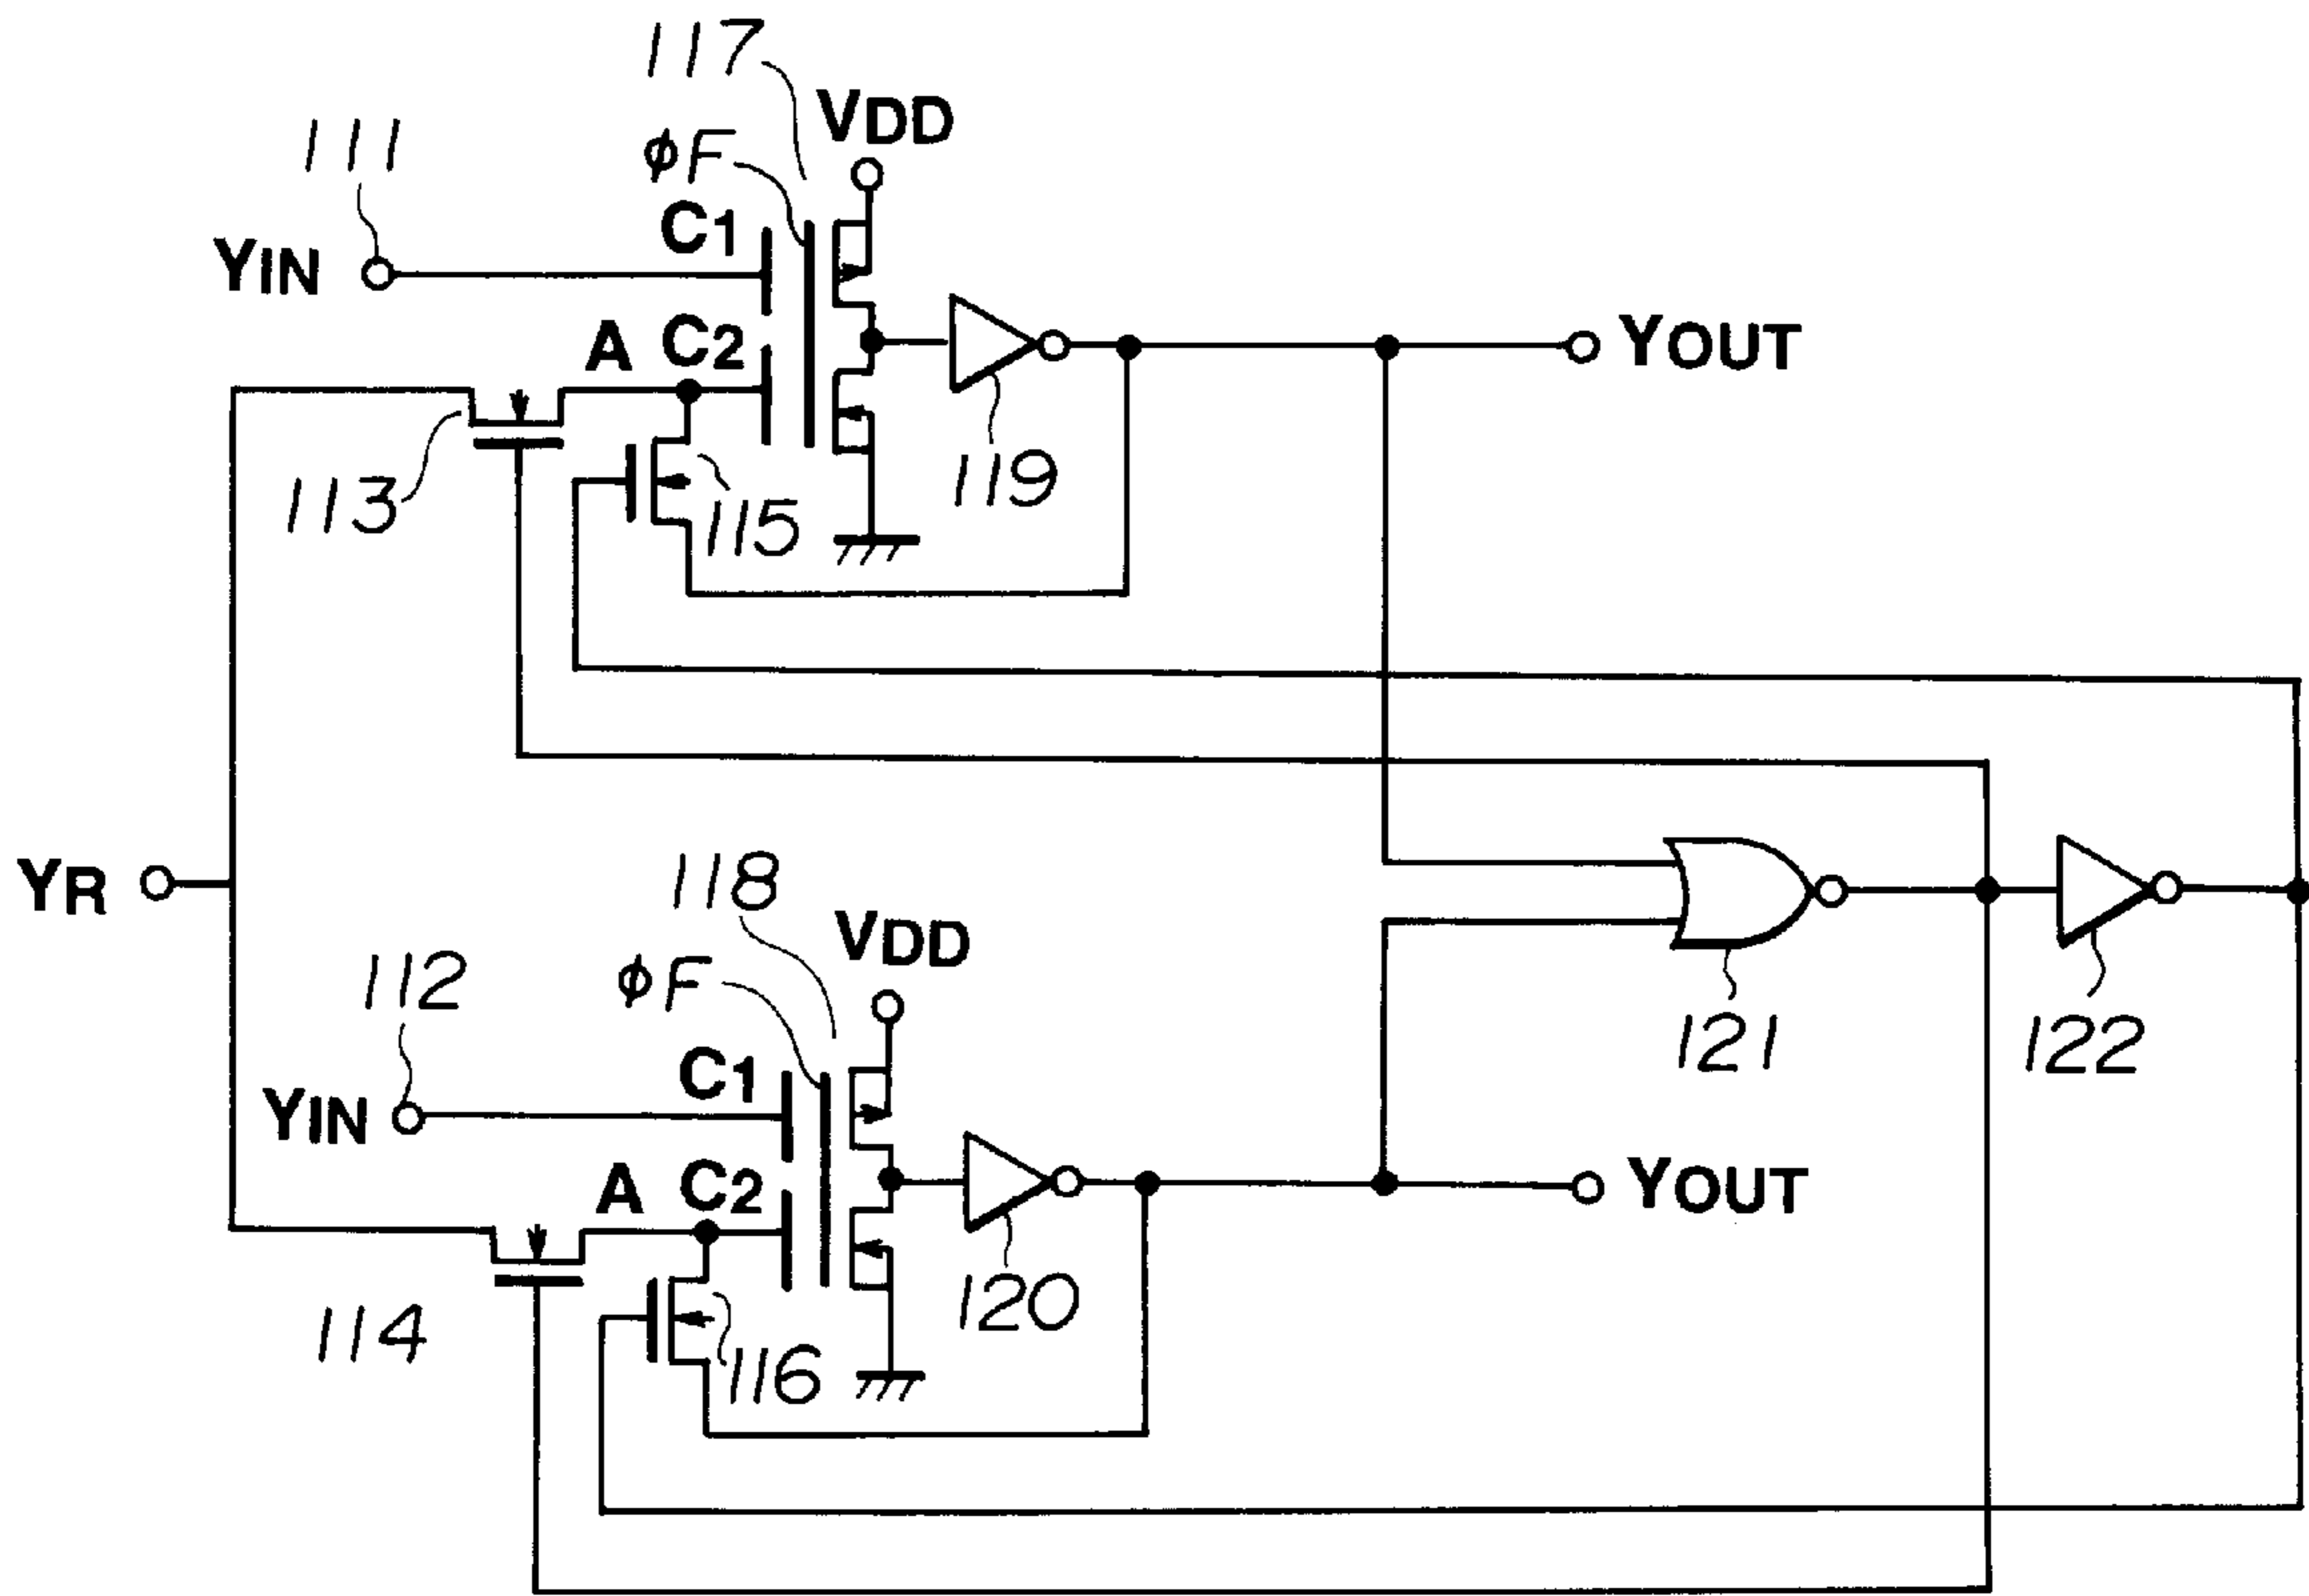 117
VDD
111
φF
C1
YIN
A C2
YOUT
119
113
115
YR
118
VDD
112
φF
121
122
C1
YIN
A C2
YOUT
120
114
116